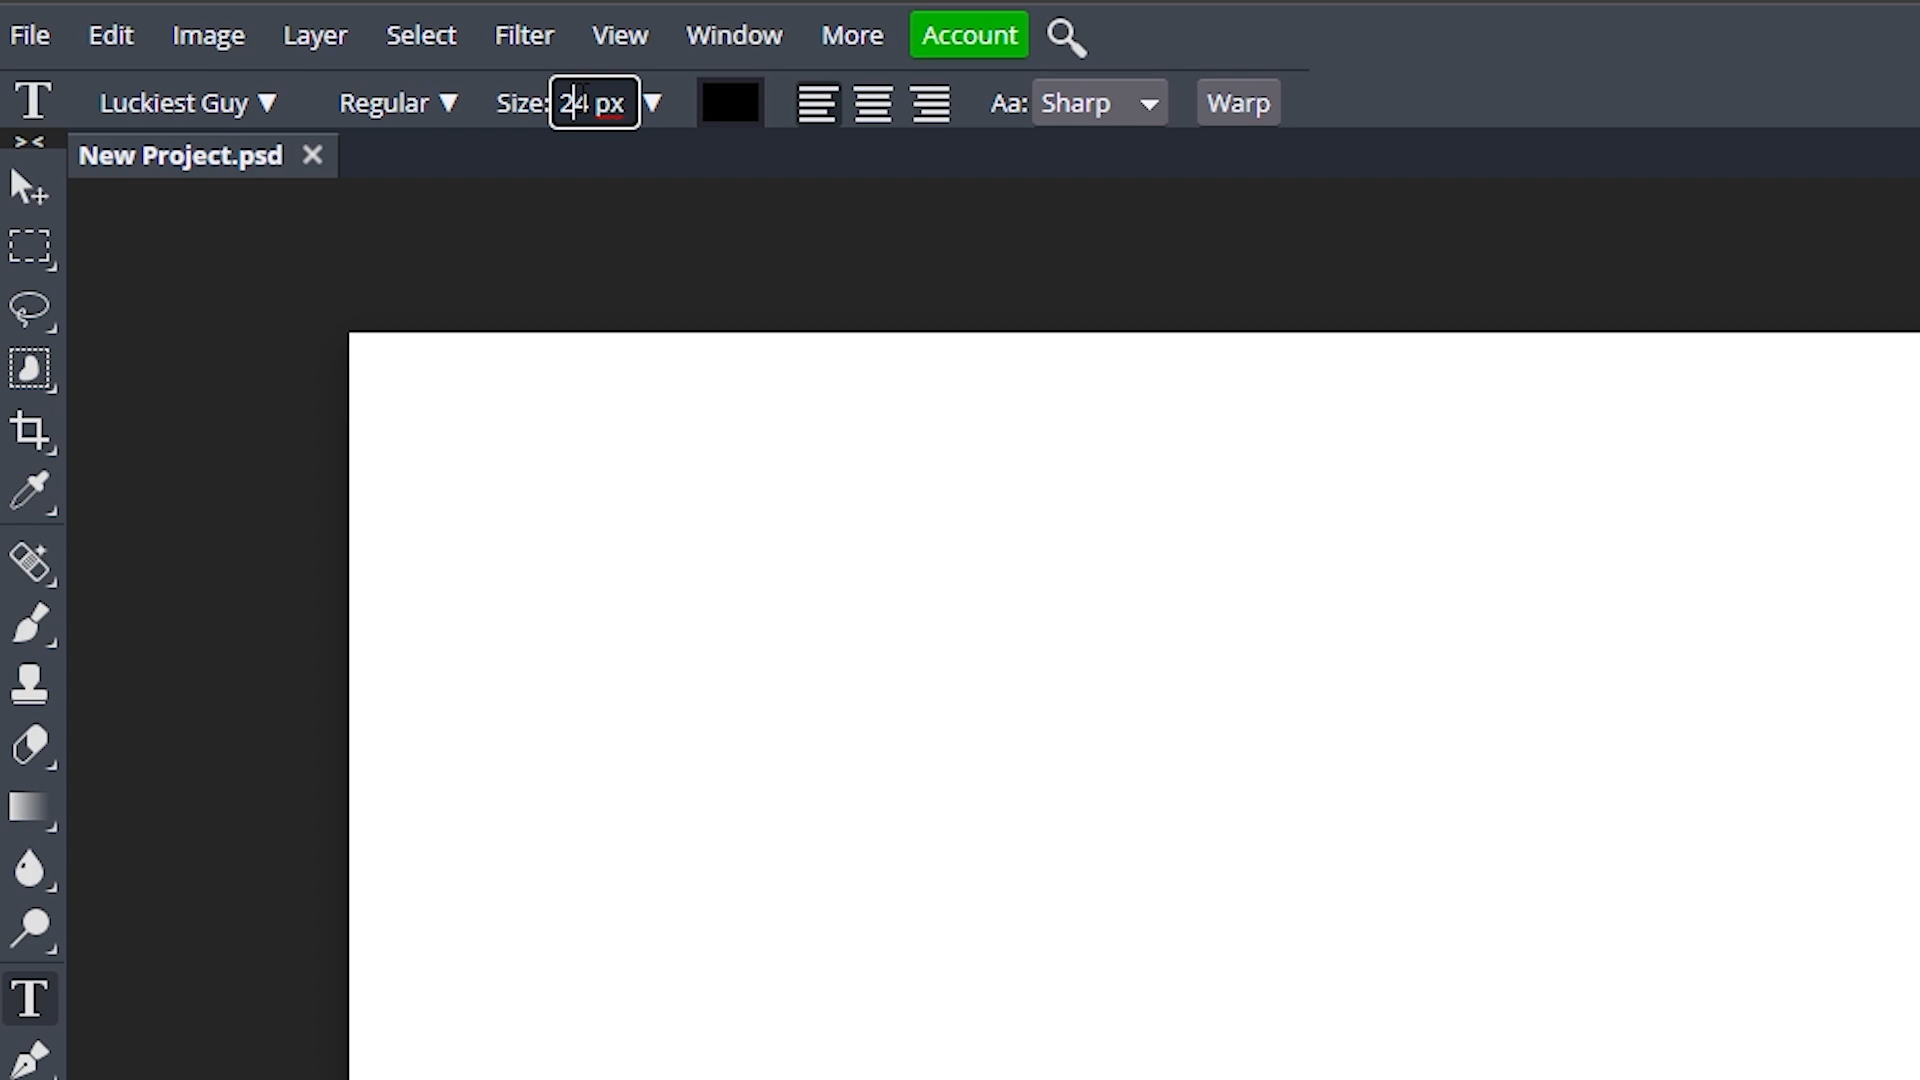 File Edit Image Layer Select Filter View Window More Account
T Luckiest Guy ▼ Regular ▼ Size: 24 px ▼ Aa: Sharp Warp
> <
New Project.psd ✕
T